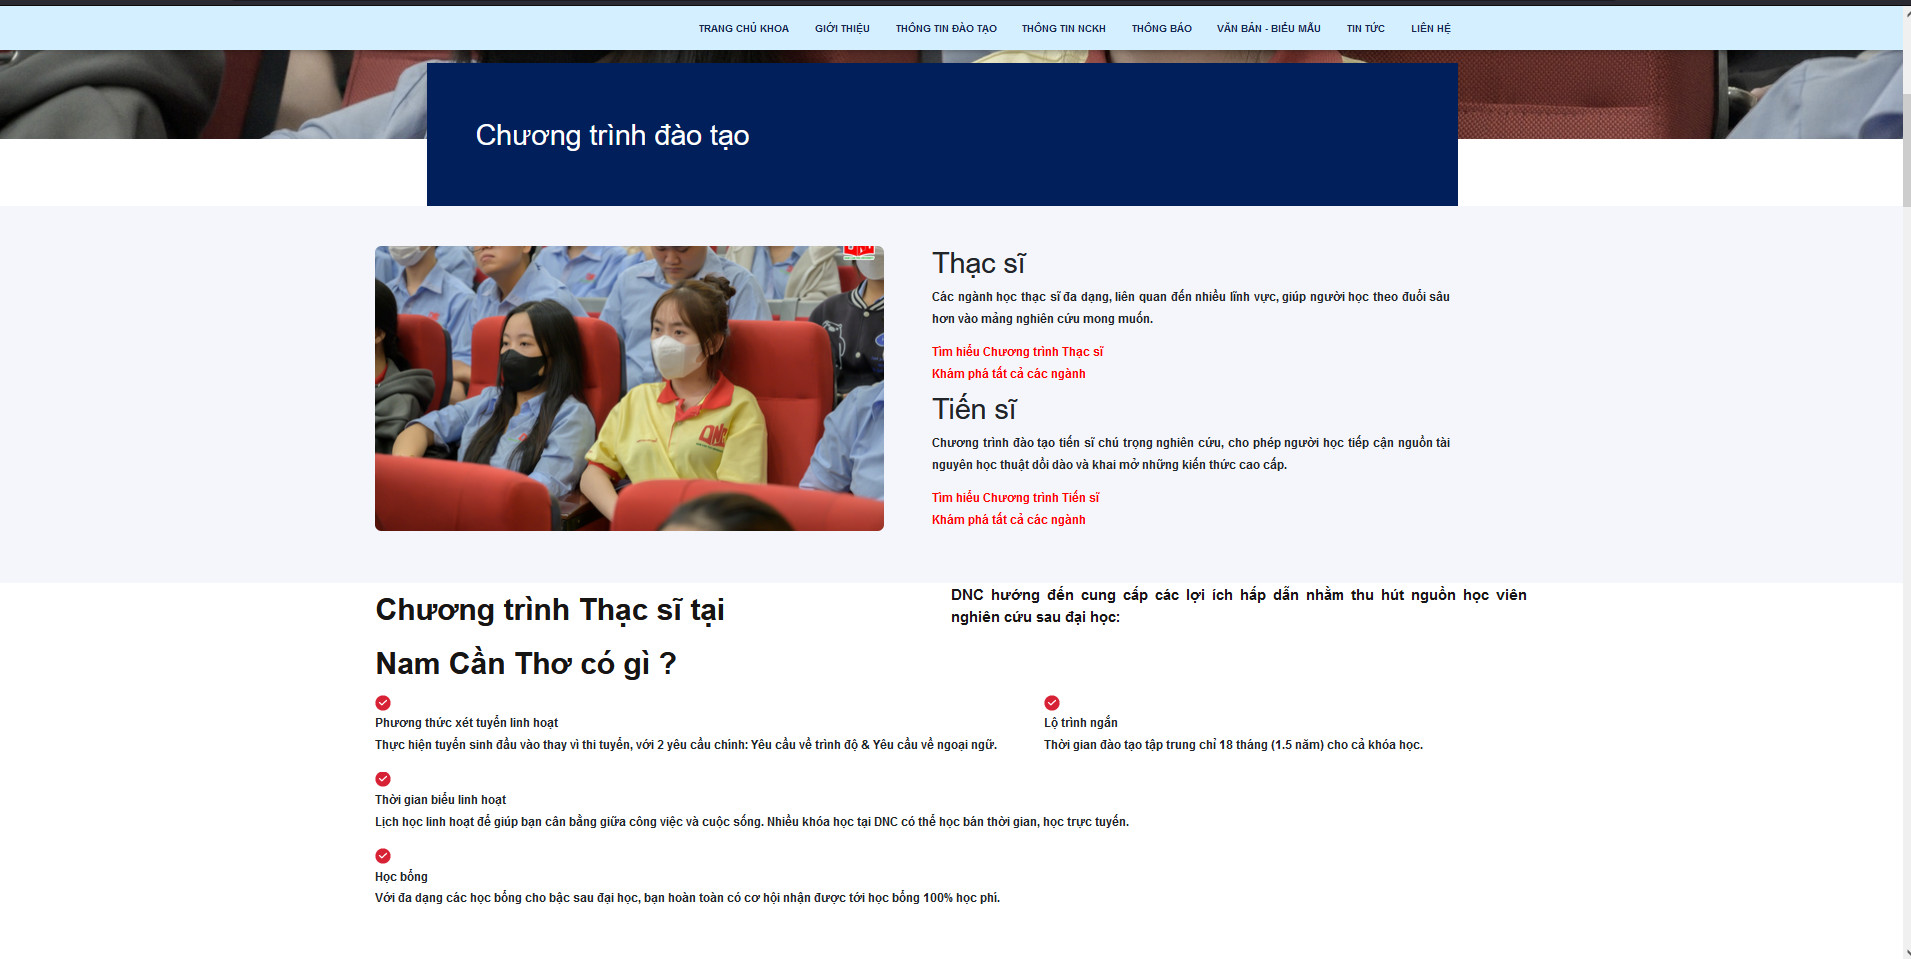 TRANG CHỦ KHOA GIỚI THIỆU THÔNG TIN ĐÀO TẠO THÔNG TIN NCKH THÔNG BÁO VĂN BẢN - BIỂU MẪU TIN TỨC LIÊN HỆ
Chương trình đào tạo
Thạc sĩ
Các ngành học thạc sĩ đa dạng, liên quan đến nhiều lĩnh vực, giúp người học theo đuổi sâu
hơn vào mảng nghiên cứu mong muốn.
Tìm hiểu Chương trình Thạc sĩ
Khám phá tất cả các ngành
Tiến sĩ
Chương trình đào tạo tiến sĩ chú trọng nghiên cứu, cho phép người học tiếp cận nguồn tài
nguyên học thuật dồi dào và khai mở những kiến thức cao cấp.
Tìm hiểu Chương trình Tiến sĩ
Khám phá tất cả các ngành
Chương trình Thạc sĩ tại
Nam Cần Thơ có gì ?
DNC hướng đến cung cấp các lợi ích hấp dẫn nhằm thu hút nguồn học viên
nghiên cứu sau đại học:
Phương thức xét tuyển linh hoạt
Thực hiện tuyển sinh đầu vào thay vì thi tuyển, với 2 yêu cầu chính: Yêu cầu về trình độ & Yêu cầu về ngoại ngữ.
Lộ trình ngắn
Thời gian đào tạo tập trung chỉ 18 tháng (1.5 năm) cho cả khóa học.
Thời gian biểu linh hoạt
Lịch học linh hoạt để giúp bạn cân bằng giữa công việc và cuộc sống. Nhiều khóa học tại DNC có thể học bán thời gian, học trực tuyến.
Học bổng
Với đa dạng các học bổng cho bậc sau đại học, bạn hoàn toàn có cơ hội nhận được tới học bổng 100% học phí.